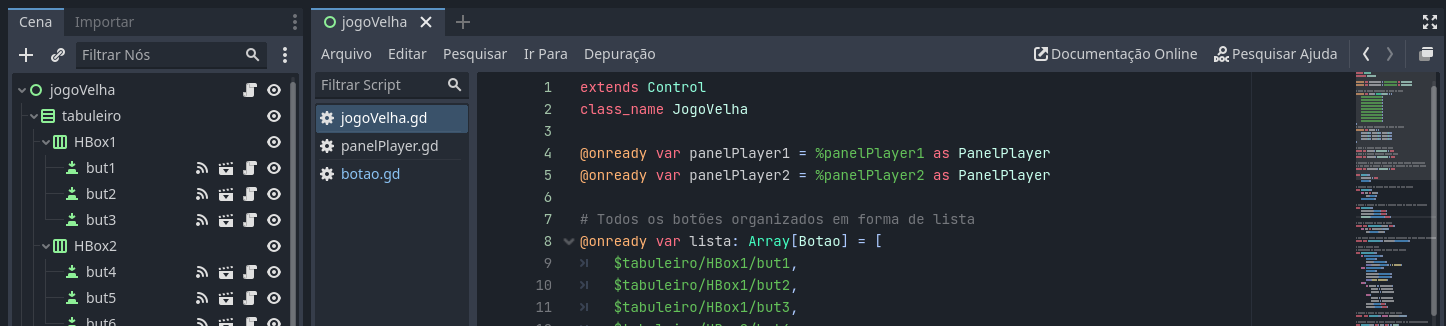 Cena Importar
Filtrar Nós
jogoVelha
tabuleiro
HBox1
but1
but2
but3
HBox2
but4
but5
but6
jogoVelha
Arquivo Editar Pesquisar Ir Para Depuração Documentação Online Pesquisar Ajuda
Filtrar Script
jogoVelha.gd
panelPlayer.gd
botao.gd
1 extends Control
2 class_name JogoVelha
3
4 @onready var panelPlayer1 = %panelPlayer1 as PanelPlayer
5 @onready var panelPlayer2 = %panelPlayer2 as PanelPlayer
6
7 # Todos os botões organizados em forma de lista
8 @onready var lista: Array[Botao] = [
9 $tabuleiro/HBox1/but1,
10 $tabuleiro/HBox1/but2,
11 $tabuleiro/HBox1/but3,